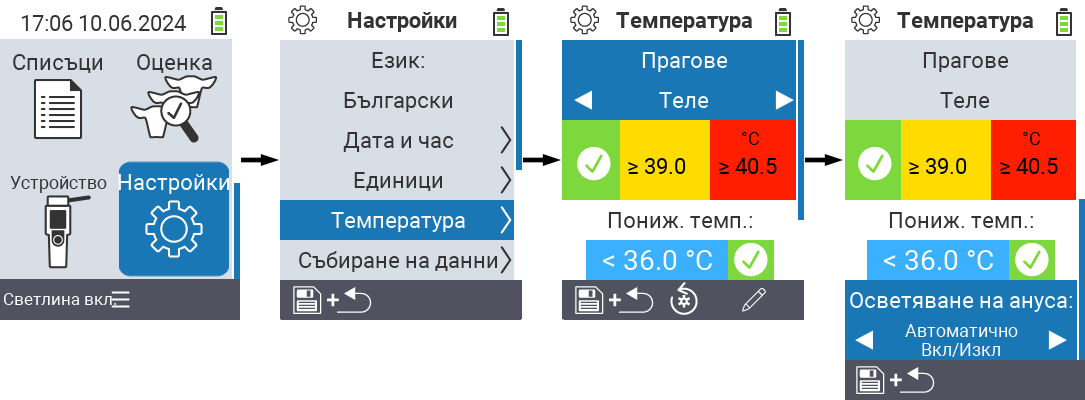 17:06 10.06.2024
Списъци
Оценка
Устройство
Настройки
Светлина вкл.
Настройки
Език:
Български
Дата и час
Единици
Температура
Събиране на данни
+
Температура
Прагове
Теле
°C
≥ 39.0
≥ 40.5
Пониж. темп.:
< 36.0 °C
+
Температура
Прагове
Теле
°C
≥ 39.0
≥ 40.5
Пониж. темп.:
< 36.0 °C
Осветяване на ануса:
Автоматично
Вкл/Изкл
+